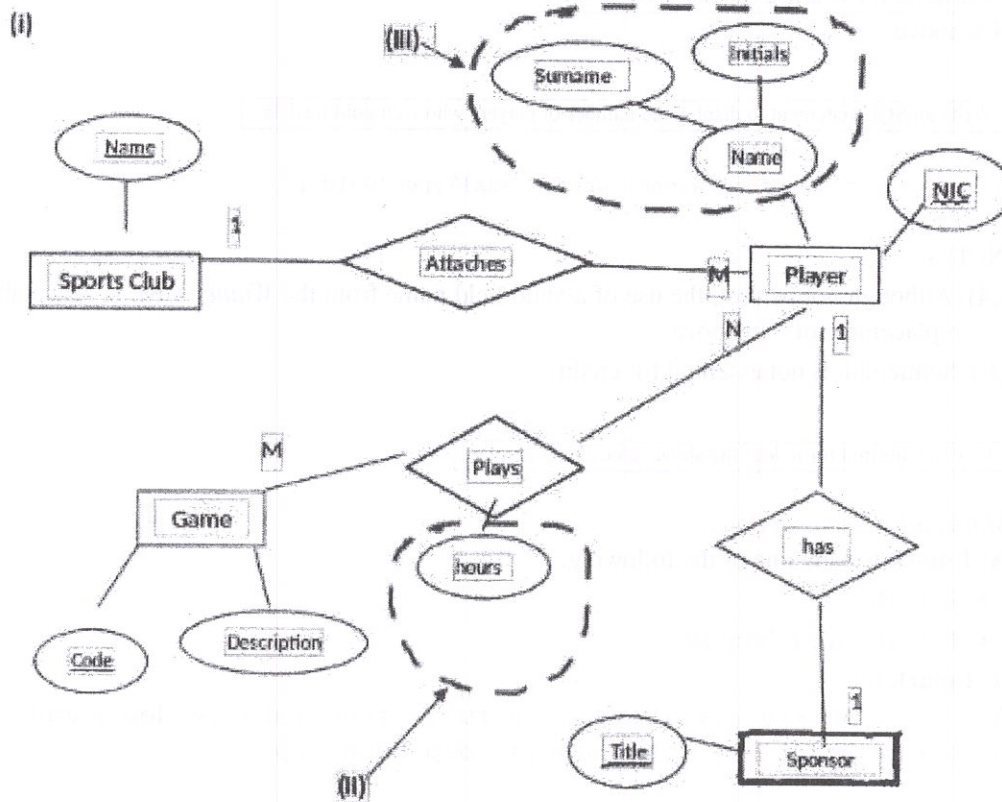 (i)
(III)
Initials
Surname
Name
Name
NIC
1
Sports Club
Attaches
M
Player
N
1
M
Plays
Game
has
hours
Code
Description
1
Title
Sponsor
(II)